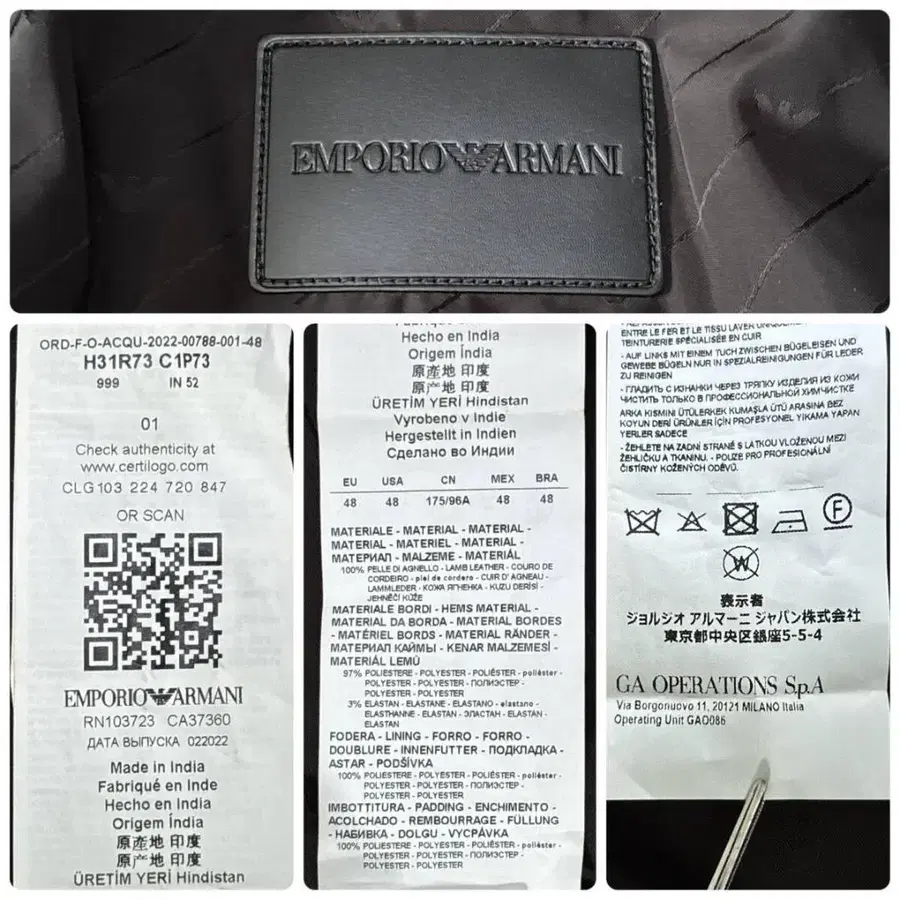 EMPORIO ARMANI
ORD-F-O-ACQU-2022-00788-001-48
H31R73 C1P73
999 IN 52
01
Check authenticity at
www.certilogo.com
CLG 103 224 720 847
OR SCAN
EMPORIO ARMANI
RN103723 CA37360
ДАТА ВЫПУСКА 022022
Made in India
Fabriqué en Inde
Hecho en India
Origem Índia
原産地 印度
原产地 印度
ÜRETİM YERİ Hindistan
Hecho en India
Origem Índia
原産地 印度
原产地 印度
ÜRETİM YERİ Hindistan
Vyrobeno v Indie
Hergestellt in Indien
Сделано во Индии
EU USA CN MEX BRA
48 48 175/96A 48 48
MATERIALE - MATERIAL - MATERIAL -
MATERIAL - MATERIEL - MATERIAL -
МАТЕРИАЛ - MALZEME - MATERIÁL
100% PELLE DI AGNELLO - LAMB LEATHER - COURO DE
CORDEIRO - piel de cordero - CUIR D' AGNEAU -
LAMMLEDER - КОЖА ЯГНЕНКА - KUZU DERİSİ -
JEHNĚČÍ KŮŽE
MATERIALE BORDI - HEMS MATERIAL -
MATERIAL DA BORDA - MATERIAL BORDES
- MATÉRIEL BORDS - MATERIAL RÄNDER -
МАТЕРИАЛ КАЙМЫ - KENAR MALZEMESİ -
MATERIÁL LEMŮ
97% POLIESTERE - POLYESTER - POLIÉSTER - poliéster -
POLYESTER - POLYESTER - ПОЛИЭСТЕР -
POLYESTER - POLYESTER
3% ELASTAN - ELASTANE - ELASTANO - elastano -
ELASTHANNE - ELASTAN - ЭЛАСТАН - ELASTAN -
ELASTAN
FODERA - LINING - FORRO - FORRO -
DOUBLURE - INNENFUTTER - ПОДКЛАДКА -
ASTAR - PODŠÍVKA
100% POLIESTERE - POLYESTER - POLIÉSTER - poliéster -
POLYESTER - POLYESTER - ПОЛИЭСТЕР -
POLYESTER - POLYESTER
IMBOTTITURA - PADDING - ENCHIMENTO -
ACOLCHADO - REMBOURRAGE - FÜLLUNG
- НАБИВКА - DOLGU - VÝCPÁVKA
100% POLIESTERE - POLYESTER - POLIÉSTER - poliéster -
POLYESTER - POLYESTER - ПОЛИЭСТЕР -
POLYESTER - POLYESTER
ENTRE LE FER ET LE TISSU LAVER UNIQUEMENT
TEINTURERIE SPÉCIALISÉE EN CUIR
- AUF LINKS MIT EINEM TUCH ZWISCHEN BÜGELEISEN UND
GEWEBE BÜGELN NUR IN SPEZIALREINIGUNGEN FÜR LEDER
ZU REINIGEN
- ГЛАДИТЬ С ИЗНАНКИ ЧЕРЕЗ ТРЯПКУ ИЗДЕЛИЯ ИЗ КОЖИ
ЧИСТИТЬ ТОЛЬКО В ПРОФЕССИОНАЛЬНОЙ ХИМЧИСТКЕ
ARKA KISMINI ÜTÜLERKEK KUMAŞLA ÜTÜ ARASINA BEZ
KOYUN DERİ ÜRÜNLER İÇİN PROFESYONEL YIKAMA YAPAN
YERLER SADECE
- ŽEHLETE NA ZADNÍ STRANĚ S LÁTKOU VLOŽENOU MEZI
ŽEHLIČKU A TKANINU. - POUZE PRO PROFESIONÁLNÍ
ČISTÍRNY KOŽENÝCH ODĚVŮ.
F
W
表示者
ジョルジオ アルマーニ ジャパン株式会社
東京都中央区銀座5-5-4
GA OPERATIONS S.p.A
Via Borgonuovo 11, 20121 MILANO Italia
Operating Unit GAO086